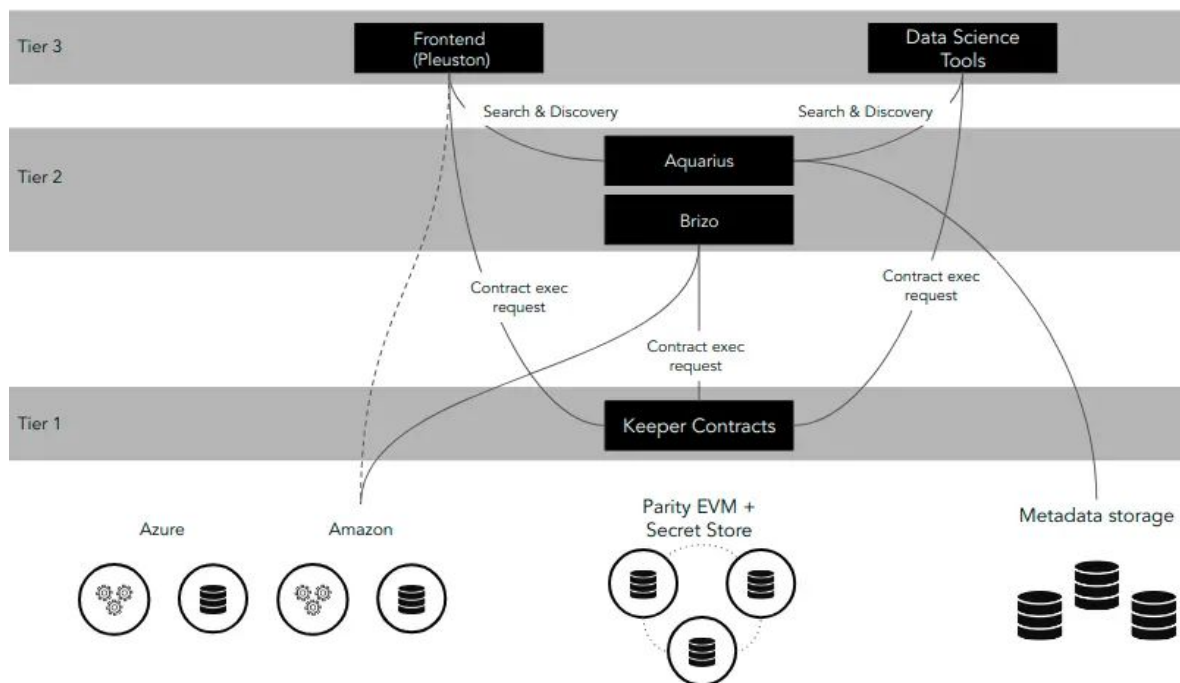 Tier 3
Frontend
(Pleuston)
Data Science
Tools
Search & Discovery
Search & Discovery
Tier 2
Aquarius
Brizo
Contract exec
request
Contract exec
request
Contract exec
request
Tier 1
Keeper Contracts
Azure
Amazon
Parity EVM +
Secret Store
Metadata storage